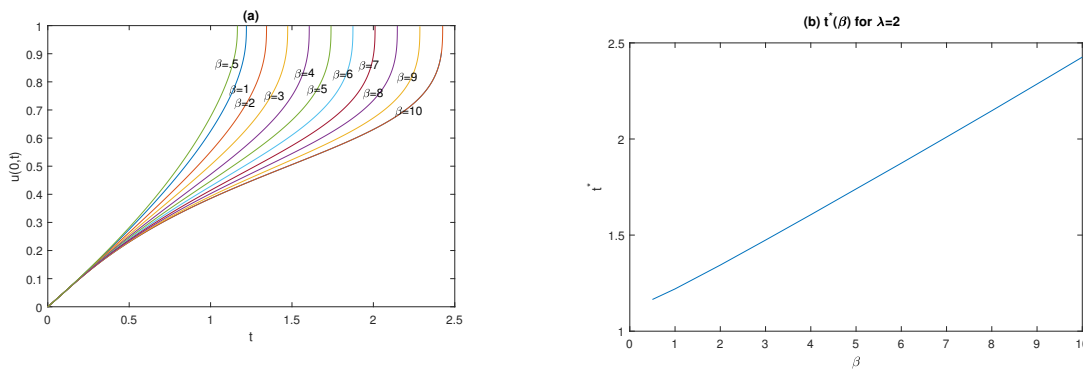 (a)
u(0,t)
1
0.9
0.8
0.7
0.6
0.5
0.4
0.3
0.2
0.1
0
β=.5
β=1
β=2
β=3
β=4
β=5
β=6
β=7
β=8
β=9
β=10
0 0.5 1 1.5 2 2.5
t
(b) t*(β) for λ=2
t*
2.5
2
1.5
1
0 1 2 3 4 5 6 7 8 9 10
β